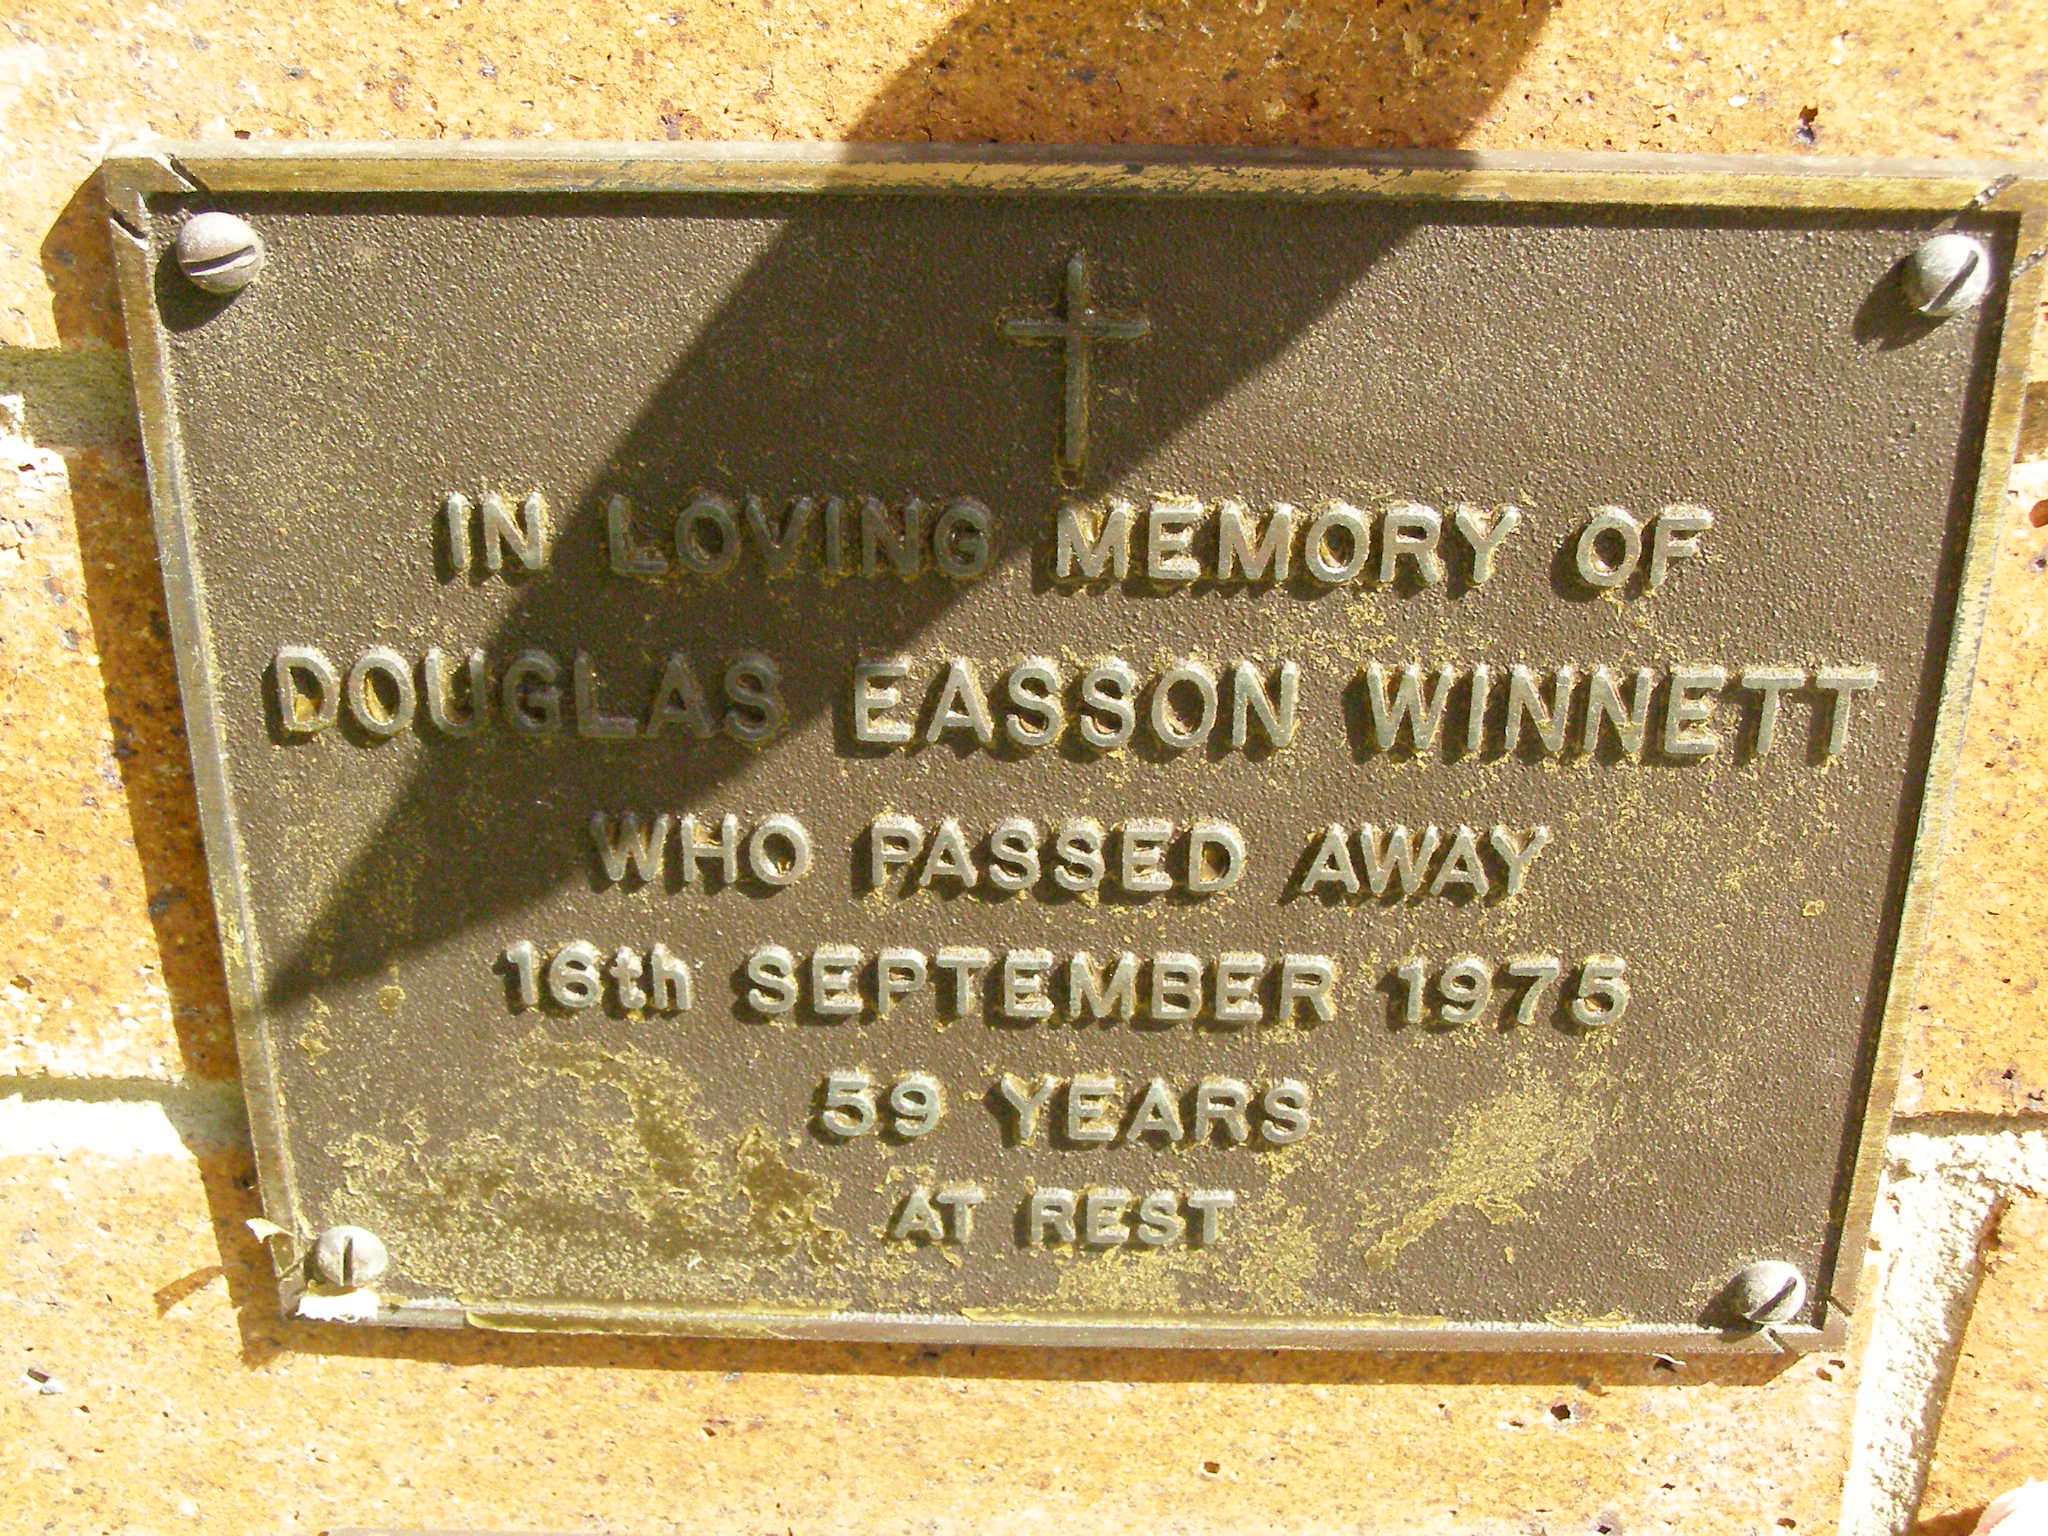 IN LOVING MEMORY OF
DOUGLAS EASSON WINNETT
WHO PASSED AWAY
16th SEPTEMBER 1975
59 YEARS
AT REST